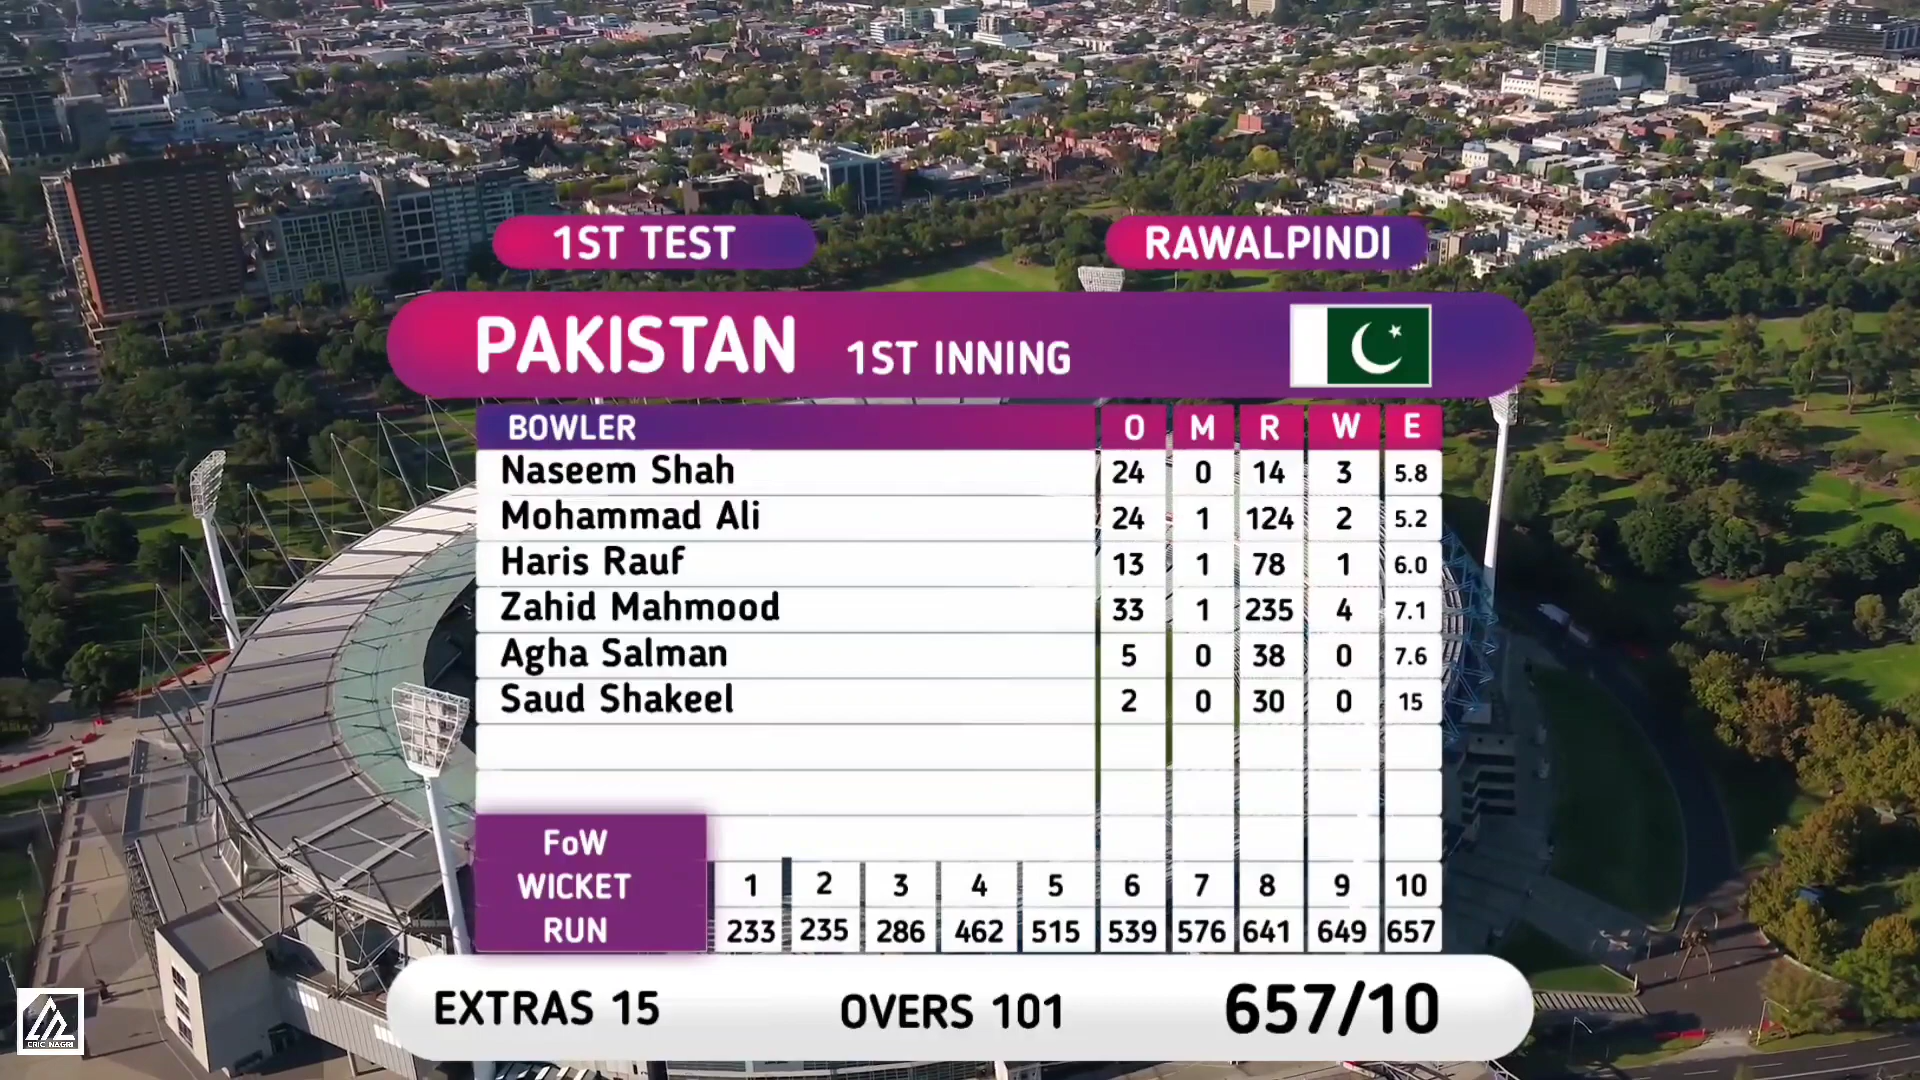 1ST TEST RAWALPINDI
PAKISTAN 1ST INNING
BOWLER O M R W E
Naseem Shah 24 0 14 3 5.8
Mohammad Ali 24 1 124 2 5.2
Haris Rauf 13 1 78 1 6.0
Zahid Mahmood 33 1 235 4 7.1
Agha Salman 5 0 38 0 7.6
Saud Shakeel 2 0 30 0 15
FoW
WICKET 1 2 3 4 5 6 7 8 9 10
RUN 233 235 286 462 515 539 576 641 649 657
EXTRAS 15 OVERS 101 657/10
CRIC NAGRI